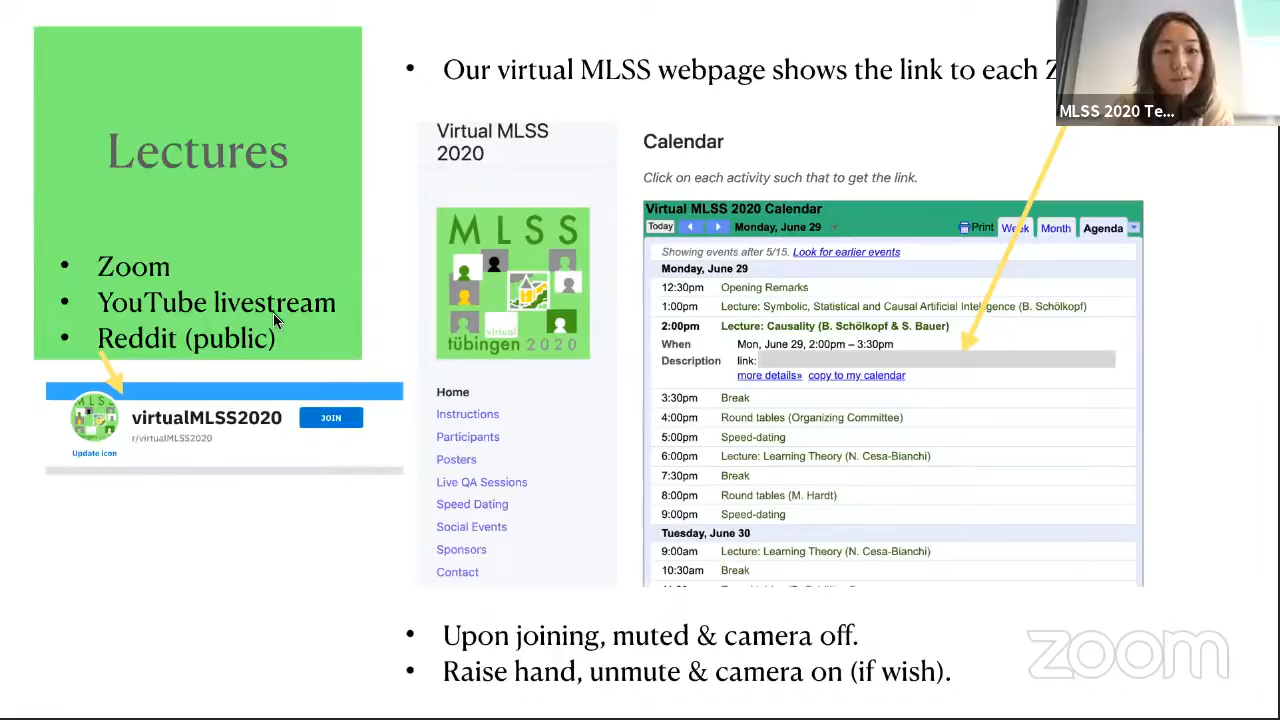 Lectures
• Zoom
• YouTube livestream
• Reddit (public)
virtualMLSS2020
JOIN
r/virtualMLSS2020
Update icon
• Our virtual MLSS webpage shows the link to each
MLSS 2020 Te...
Virtual MLSS
2020
MLSS
virtual
tübingen 2020
Home
Instructions
Participants
Posters
Live QA Sessions
Speed Dating
Social Events
Sponsors
Contact
Calendar
Click on each activity such that to get the link.
Virtual MLSS 2020 Calendar
Today Monday, June 29 Print Week Month Agenda
Showing events after 5/15. Look for earlier events
Monday, June 29
12:30pm Opening Remarks
1:00pm Lecture: Symbolic, Statistical and Causal Artificial Intelligence (B. Schölkopf)
2:00pm Lecture: Causality (B. Schölkopf & S. Bauer)
When Mon, June 29, 2:00pm – 3:30pm
Description link:
more details» copy to my calendar
3:30pm Break
4:00pm Round tables (Organizing Committee)
5:00pm Speed-dating
6:00pm Lecture: Learning Theory (N. Cesa-Bianchi)
7:30pm Break
8:00pm Round tables (M. Hardt)
9:00pm Speed-dating
Tuesday, June 30
9:00am Lecture: Learning Theory (N. Cesa-Bianchi)
10:30am Break
• Upon joining, muted & camera off.
• Raise hand, unmute & camera on (if wish).
zoom